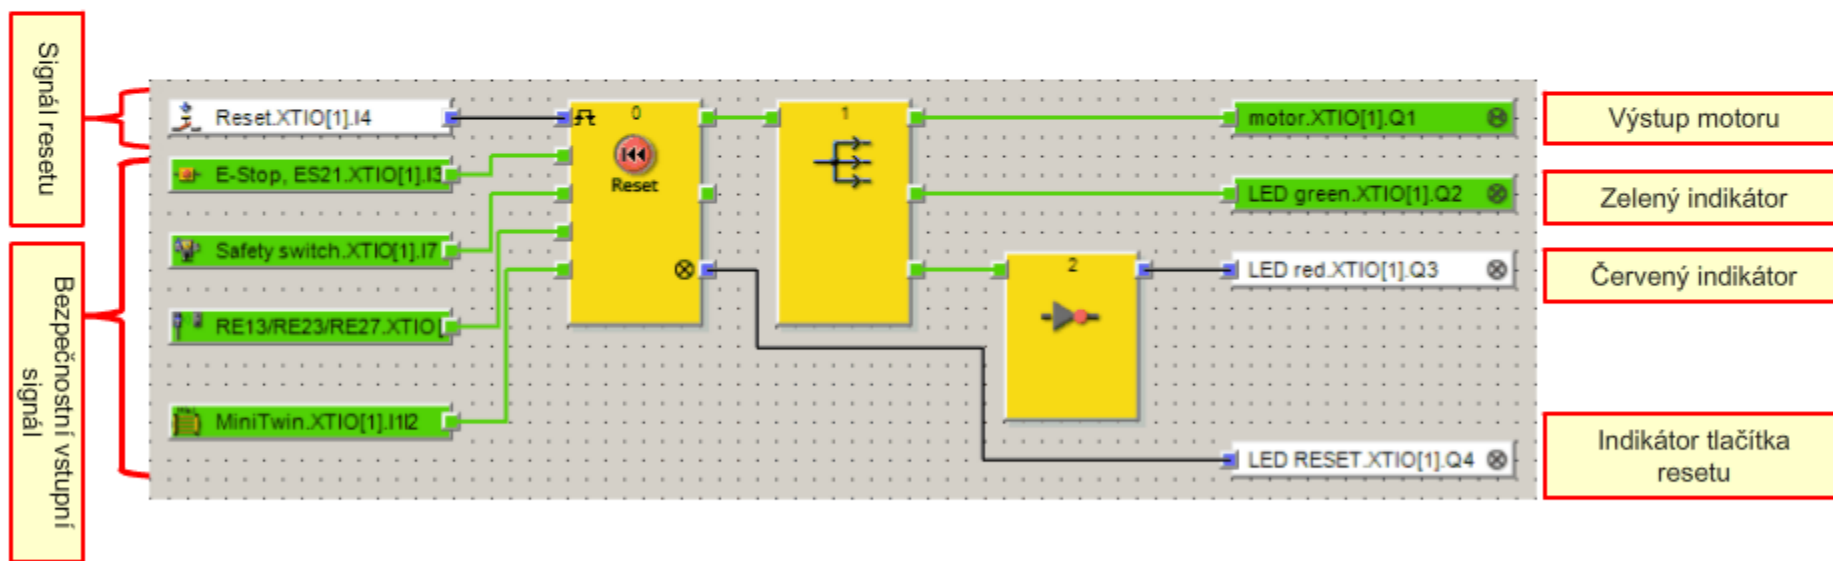 Signál resetu
Bezpečnostní vstupní
signál
Reset.XTIO[1].I4
E-Stop, ES21.XTIO[1].I3
Safety switch.XTIO[1].I7
RE13/RE23/RE27.XTIO[
MiniTwin.XTIO[1].I1I2
0
Reset
1
2
motor.XTIO[1].Q1
LED green.XTIO[1].Q2
LED red.XTIO[1].Q3
LED RESET.XTIO[1].Q4
Výstup motoru
Zelený indikátor
Červený indikátor
Indikátor tlačítka
resetu